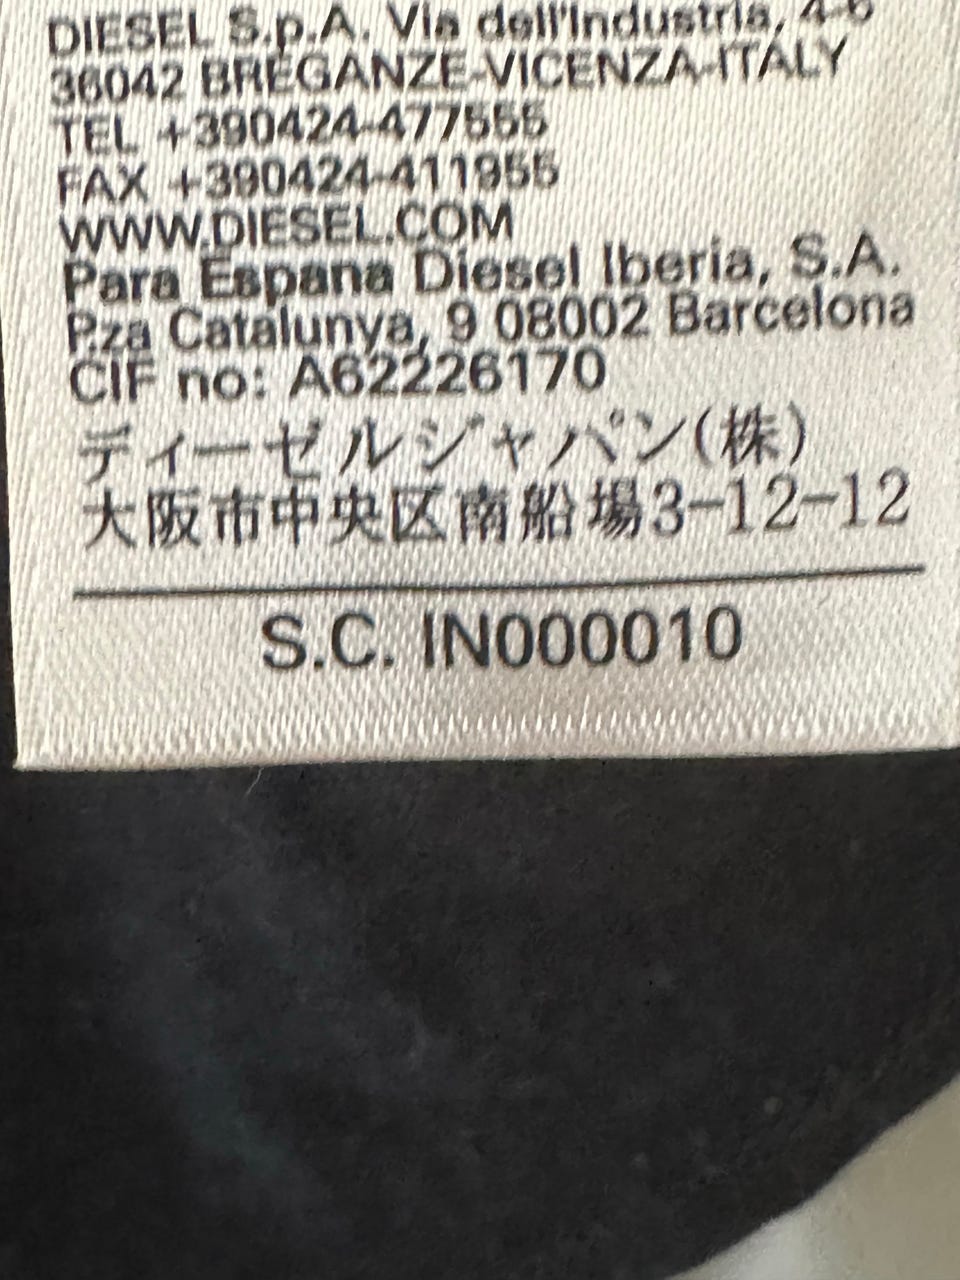 DIESEL S.p.A. Via dell'Industria, 4-6
36042 BREGANZE-VICENZA-ITALY
TEL +390424-477555
FAX +390424-411955
WWW.DIESEL.COM
Para Espana Diesel Iberia, S.A.
P.za Catalunya, 9 08002 Barcelona
CIF no: A62226170
ディーゼルジャパン(株)
大阪市中央区南船場3-12-12
S.C. IN000010